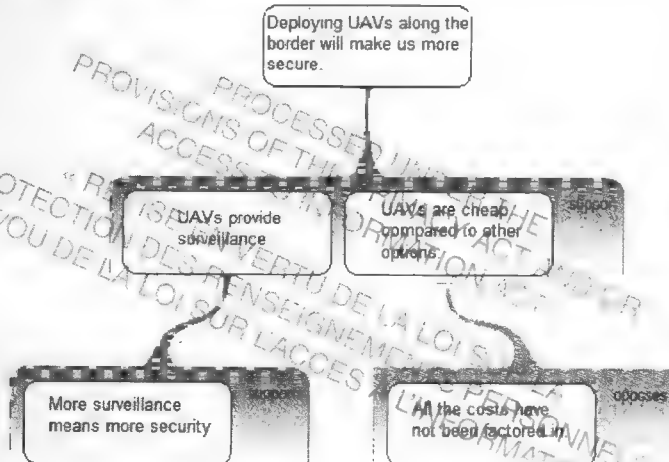 Deploying UAVs along the
border will make us more
secure.
PROCESSED UNDER THE
PROVISIONS OF THE
ACT AND/OR
ACCESS INFORMATION
« RÉVISÉ EN VERTU DE LA LOI SUR LA
PROTECTION DES RENSEIGNEMENTS PERSONNELS
OU DE LA LOI SUR L'ACCÈS À L'INFORMATION
UAVs provide
surveillance
UAVs are cheap
compared to other
options
support
More surveillance
means more security
support
All the costs have
not been factored in
opposes